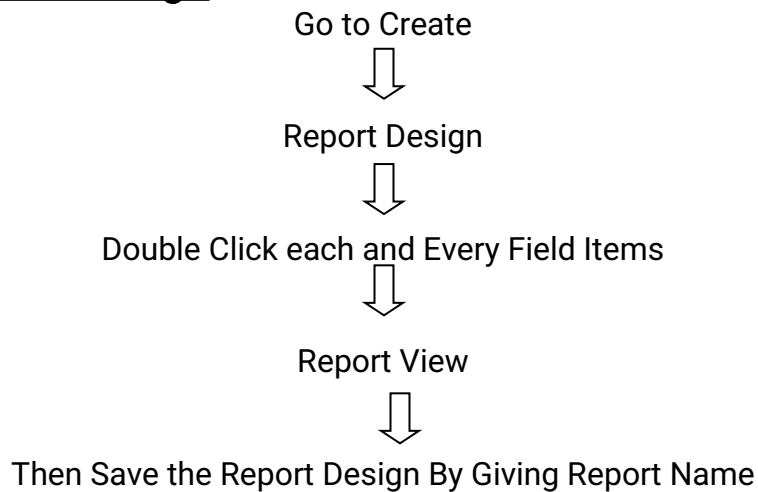 Go to Create
Report Design
Double Click each and Every Field Items
Report View
Then Save the Report Design By Giving Report Name